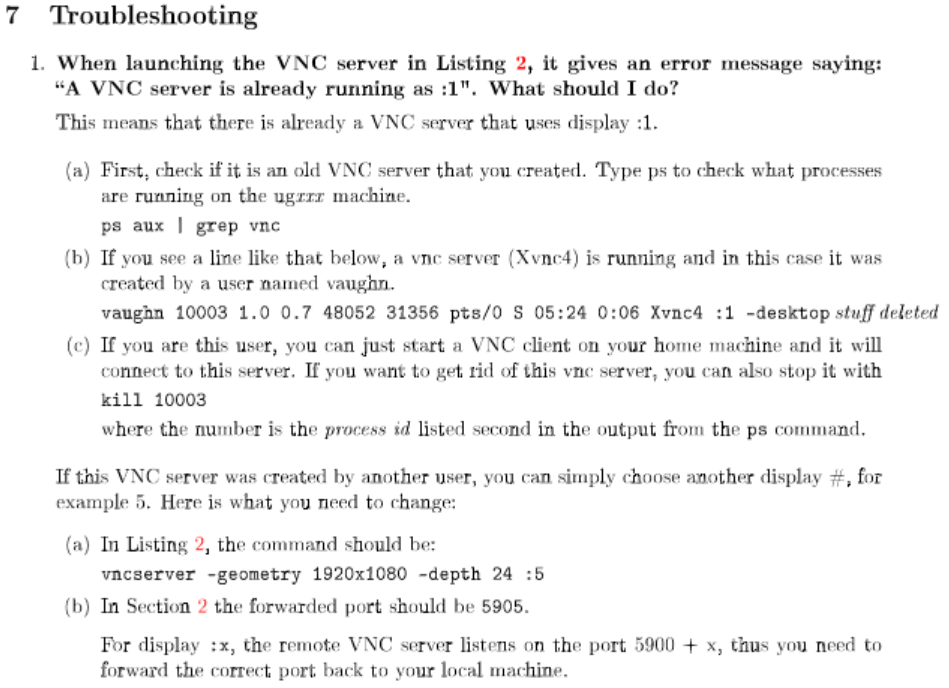 7 Troubleshooting
1. When launching the VNC server in Listing 2, it gives an error message saying:
“A VNC server is already running as :1". What should I do?
This means that there is already a VNC server that uses display :1.
(a) First, check if it is an old VNC server that you created. Type ps to check what processes
are running on the ugrrr machine.
ps aux | grep vnc
(b) If you see a line like that below, a vnc server (Xvnc4) is running and in this case it was
created by a user named vaughn.
vaughn 10003 1.0 0.7 48052 31356 pts/0 S 05:24 0:06 Xvnc4 :1 -desktop stuff deleted
(c) If you are this user, you can just start a VNC client on your home machine and it will
connect to this server. If you want to get rid of this vnc server, you can also stop it with
kill 10003
where the number is the process id listed second in the output from the ps command.
If this VNC server was created by another user, you can simply choose another display #, for
example 5. Here is what you need to change:
(a) In Listing 2, the command should be:
vncserver -geometry 1920x1080 -depth 24 :5
(b) In Section 2 the forwarded port should be 5905.
For display :x, the remote VNC server listens on the port 5900 + x, thus you need to
forward the correct port back to your local machine.